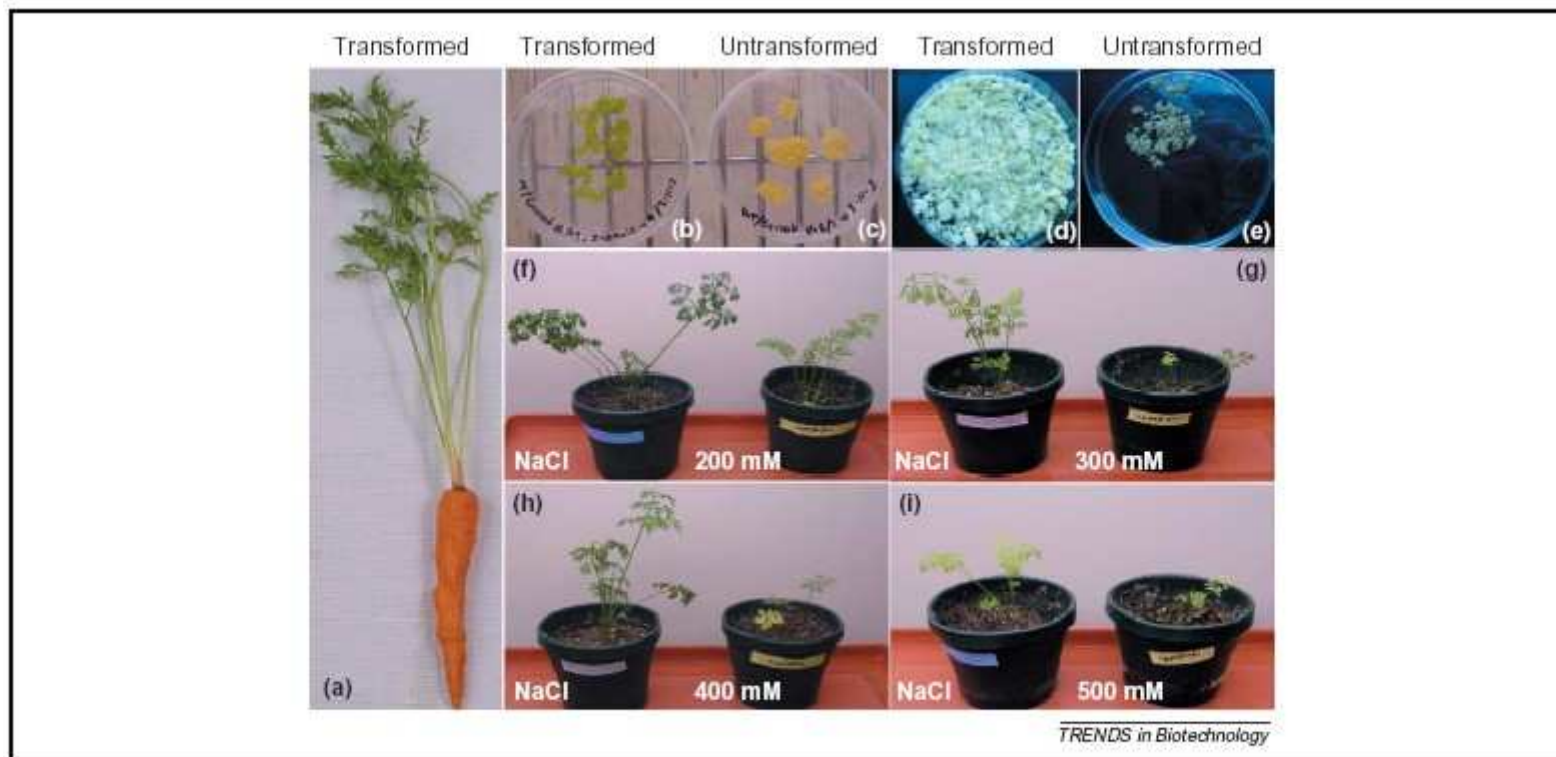 Transformed Transformed Untransformed Transformed Untransformed
(a)
(b) (c) (d) (e)
(f) (g)
NaCl 200 mM NaCl 300 mM
(h) (i)
NaCl 400 mM NaCl 500 mM
TRENDS in Biotechnology